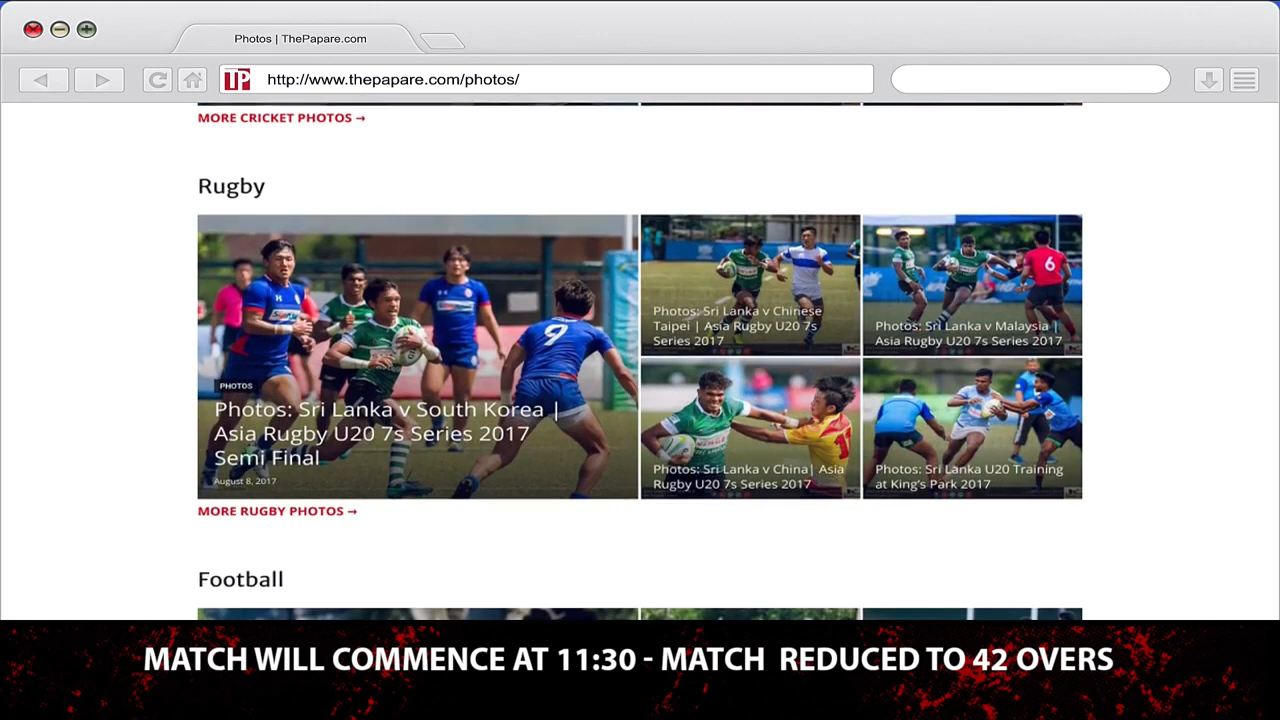 Photos | ThePapare.com
TP
http://www.thepapare.com/photos/
MORE CRICKET PHOTOS →
Rugby
PHOTOS
Photos: Sri Lanka v South Korea |
Asia Rugby U20 7s Series 2017
Semi Final
August 8, 2017
9
Photos: Sri Lanka v Chinese
Taipei | Asia Rugby U20 7s
Series 2017
6
Photos: Sri Lanka v Malaysia |
Asia Rugby U20 7s Series 2017
Photos: Sri Lanka v China| Asia
Rugby U20 7s Series 2017
Photos: Sri Lanka U20 Training
at King's Park 2017
MORE RUGBY PHOTOS →
Football
MATCH WILL COMMENCE AT 11:30 - MATCH  REDUCED TO 42 OVERS